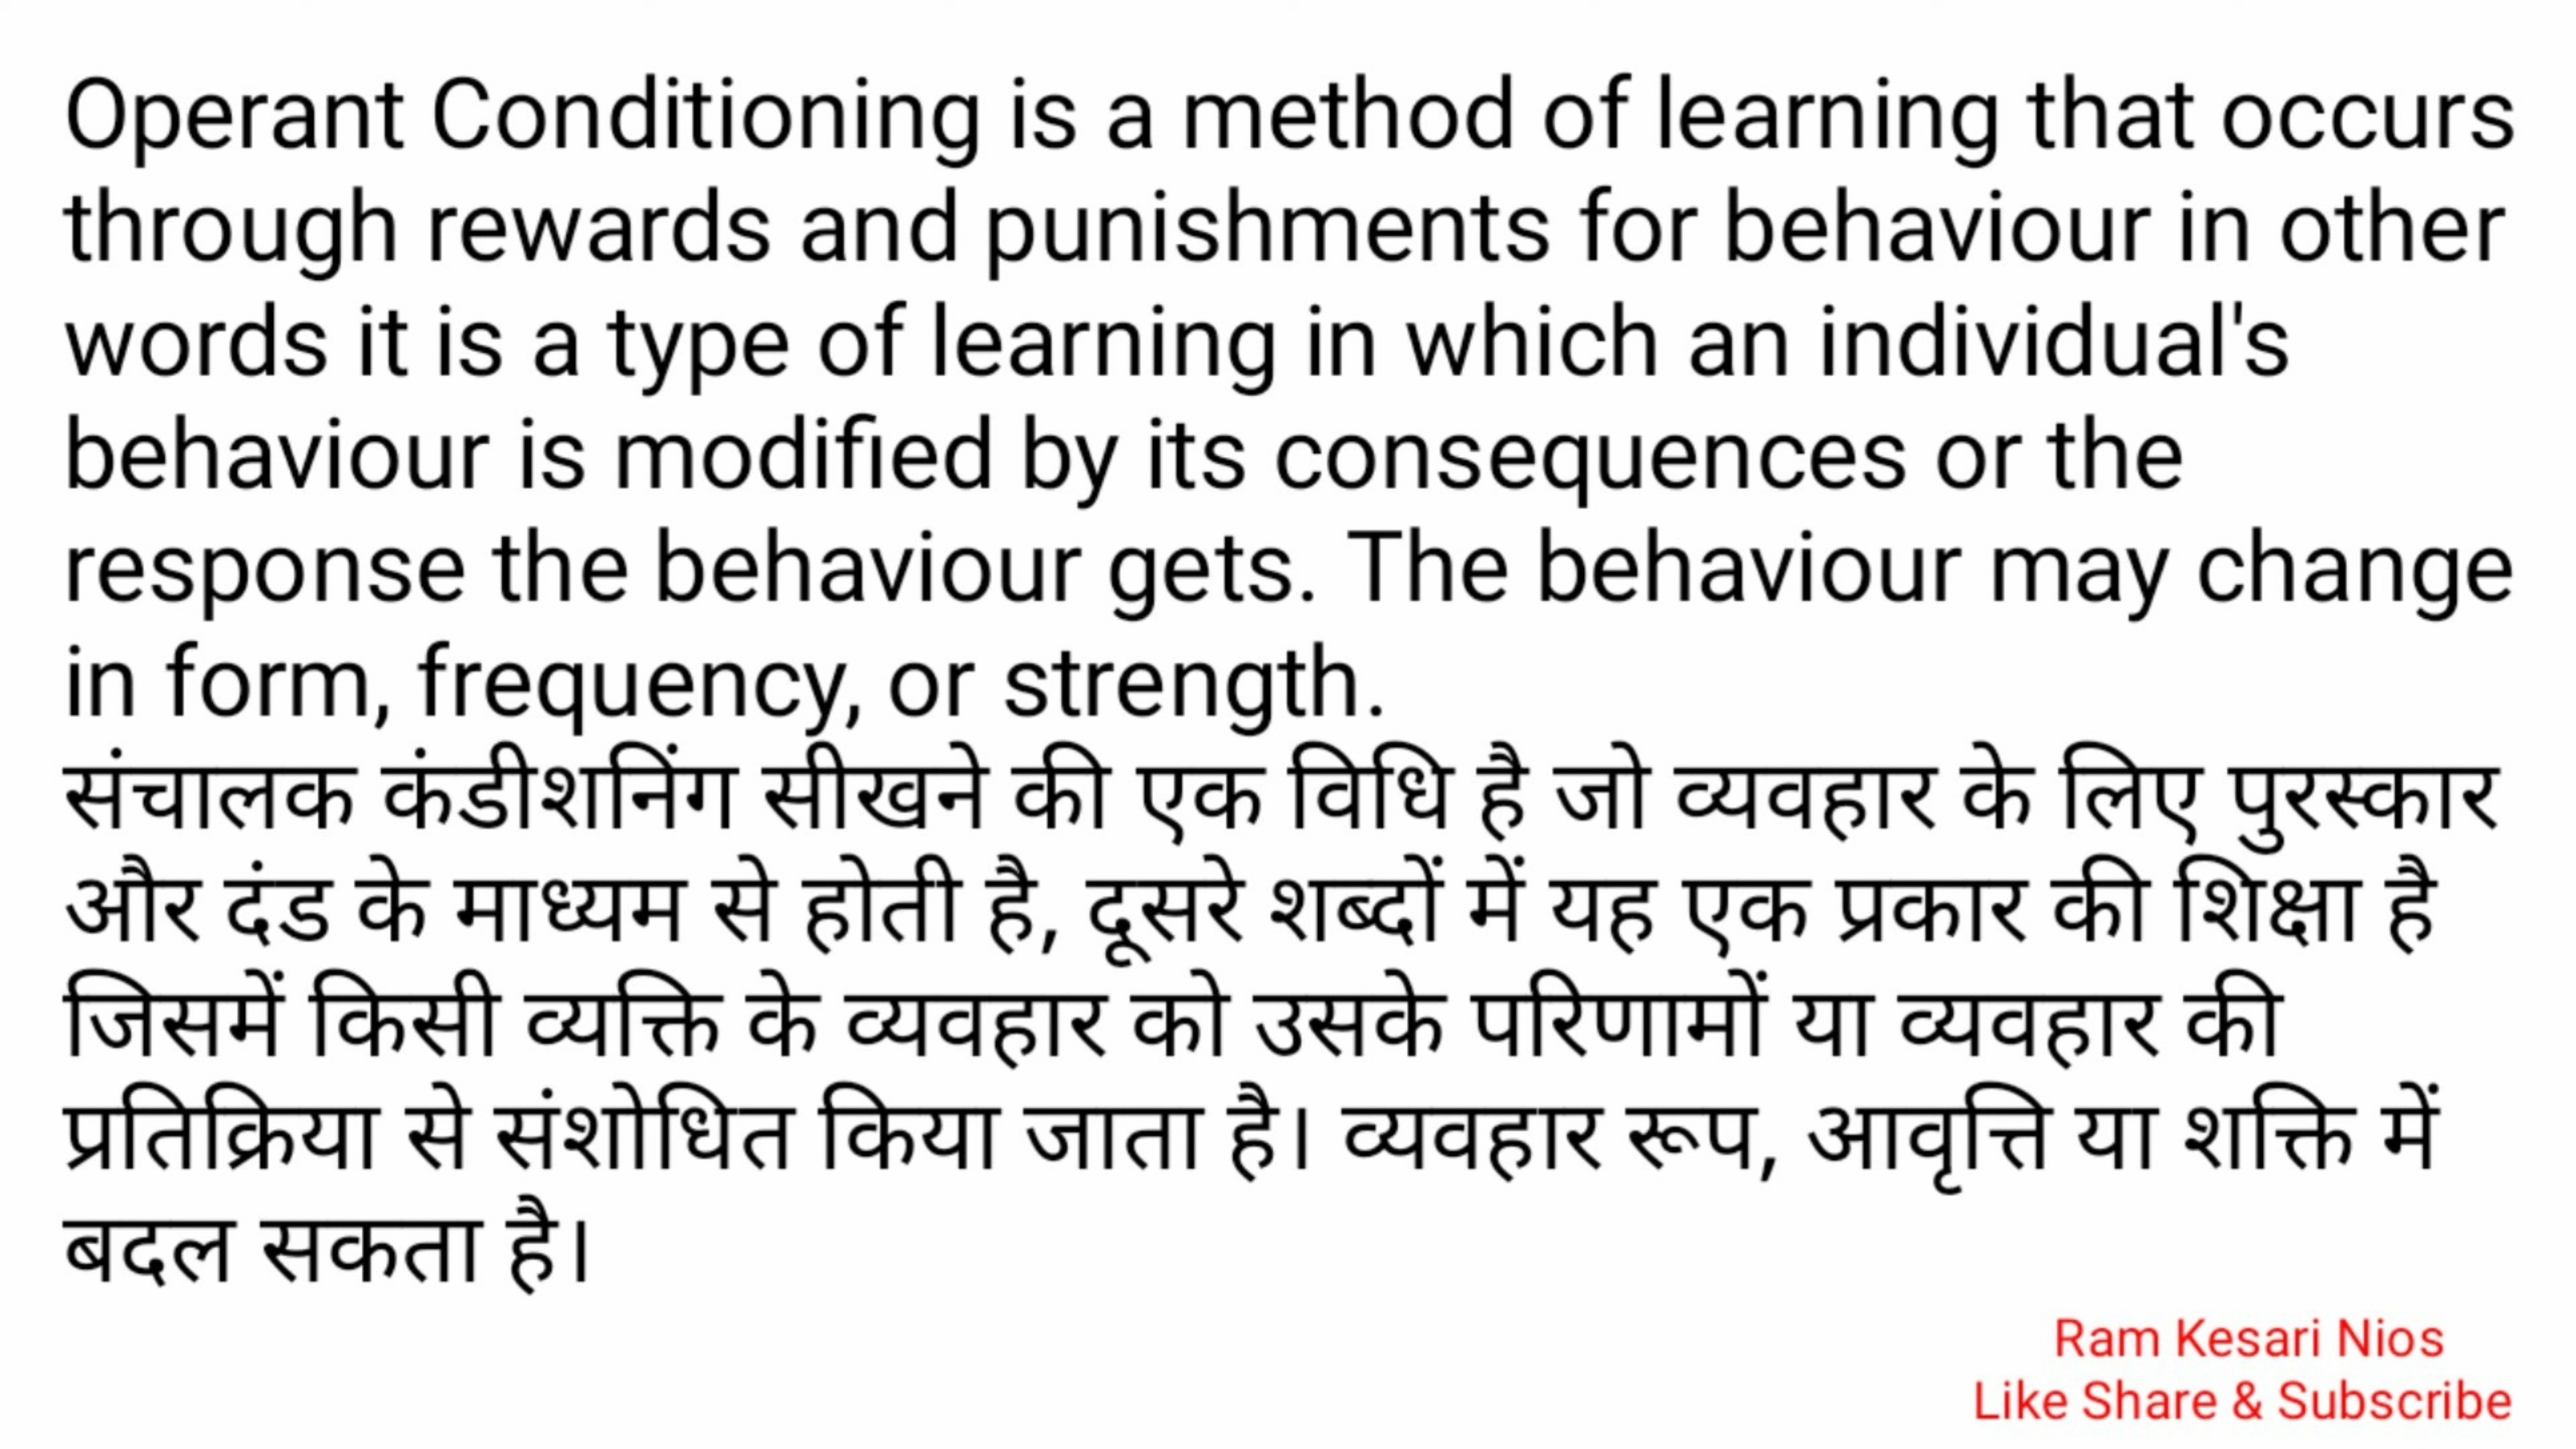 Operant Conditioning is a method of learning that occurs
through rewards and punishments for behaviour in other
words it is a type of learning in which an individual's
behaviour is modified by its consequences or the
response the behaviour gets. The behaviour may change
in form, frequency, or strength.
संचालक कंडीशनिंग सीखने की एक विधि है जो व्यवहार के लिए पुरस्कार
और दंड के माध्यम से होती है, दूसरे शब्दों में यह एक प्रकार की शिक्षा है
जिसमें किसी व्यक्ति के व्यवहार को उसके परिणामों या व्यवहार की
प्रतिक्रिया से संशोधित किया जाता है। व्यवहार रूप, आवृत्ति या शक्ति में
बदल सकता है।
Ram Kesari Nios
Like Share & Subscribe